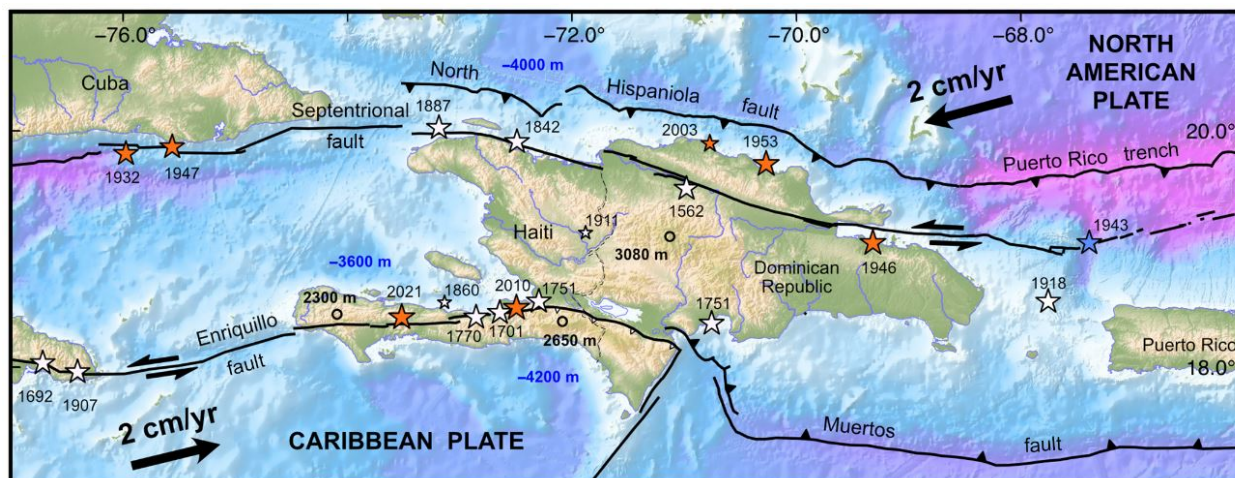 -76.0°
-72.0°
-70.0°
-68.0°
NORTH
AMERICAN
PLATE
Cuba
North
-4000 m
Hispaniola
fault
2 cm/yr
Septentrional
fault
1887
1842
2003
1953
20.0°
Puerto Rico trench
1932
1947
1562
1911
Haiti
3080 m
Dominican
Republic
1946
1943
1918
-3600 m
2300 m
2021
1860
2010
1751
1770
1701
2650 m
1751
Puerto Rico
18.0°
Enriquillo
fault
-4200 m
1692
1907
2 cm/yr
CARIBBEAN PLATE
Muertos
fault